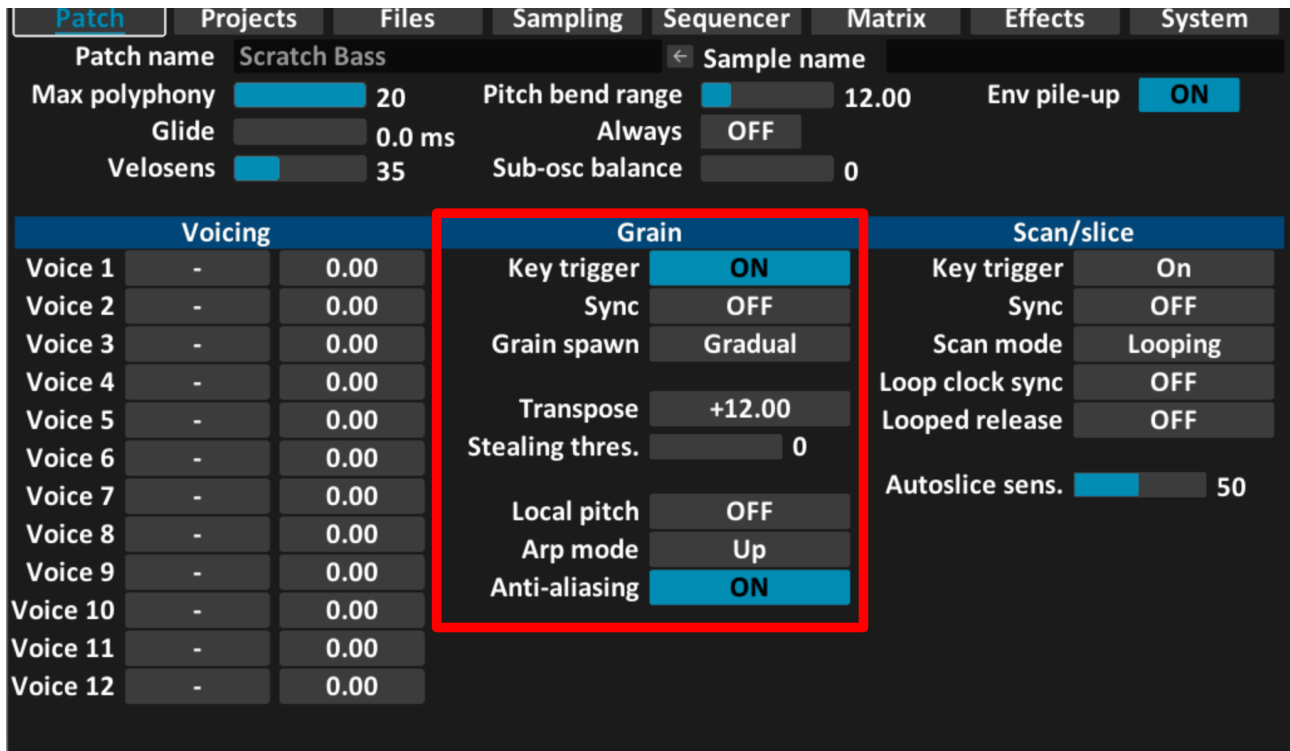 Patch Projects Files Sampling Sequencer Matrix Effects System
Patch name Scratch Bass ← Sample name
Max polyphony 20 Pitch bend range 12.00 Env pile-up ON
Glide 0.0 ms Always OFF
Velosens 35 Sub-osc balance 0
Voicing
Voice 1 - 0.00
Voice 2 - 0.00
Voice 3 - 0.00
Voice 4 - 0.00
Voice 5 - 0.00
Voice 6 - 0.00
Voice 7 - 0.00
Voice 8 - 0.00
Voice 9 - 0.00
Voice 10 - 0.00
Voice 11 - 0.00
Voice 12 - 0.00
Grain
Key trigger ON
Sync OFF
Grain spawn Gradual
Transpose +12.00
Stealing thres. 0
Local pitch OFF
Arp mode Up
Anti-aliasing ON
Scan/slice
Key trigger On
Sync OFF
Scan mode Looping
Loop clock sync OFF
Looped release OFF
Autoslice sens. 50